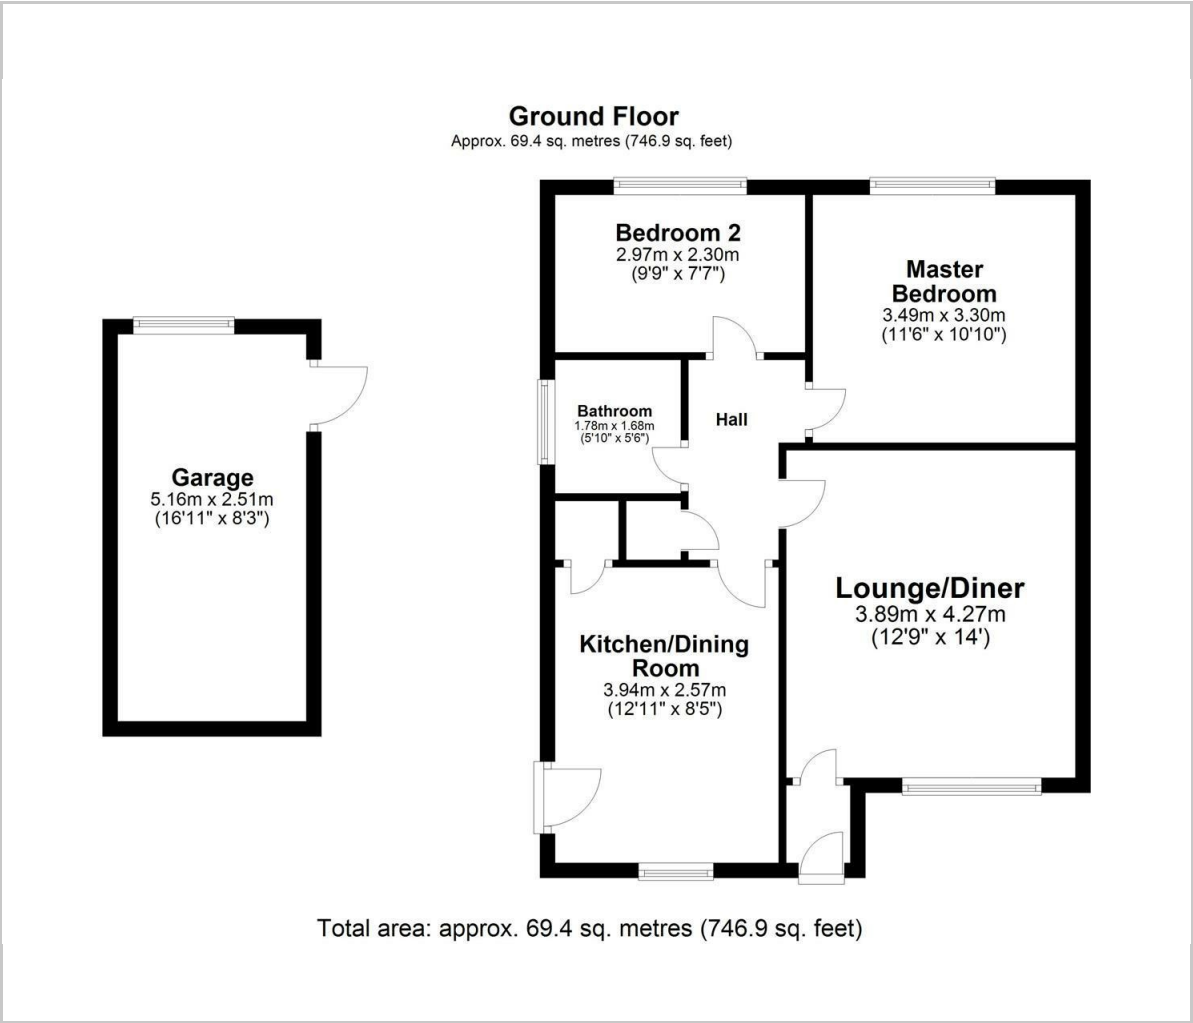 Ground Floor
Approx. 69.4 sq. metres (746.9 sq. feet)
Bedroom 2
2.97m x 2.30m
(9'9" x 7'7")
Master
Bedroom
3.49m x 3.30m
(11'6" x 10'10")
Bathroom
1.78m x 1.68m
(5'10" x 5'6")
Hall
Garage
5.16m x 2.51m
(16'11" x 8'3")
Lounge/Diner
3.89m x 4.27m
(12'9" x 14')
Kitchen/Dining
Room
3.94m x 2.57m
(12'11" x 8'5")
Total area: approx. 69.4 sq. metres (746.9 sq. feet)